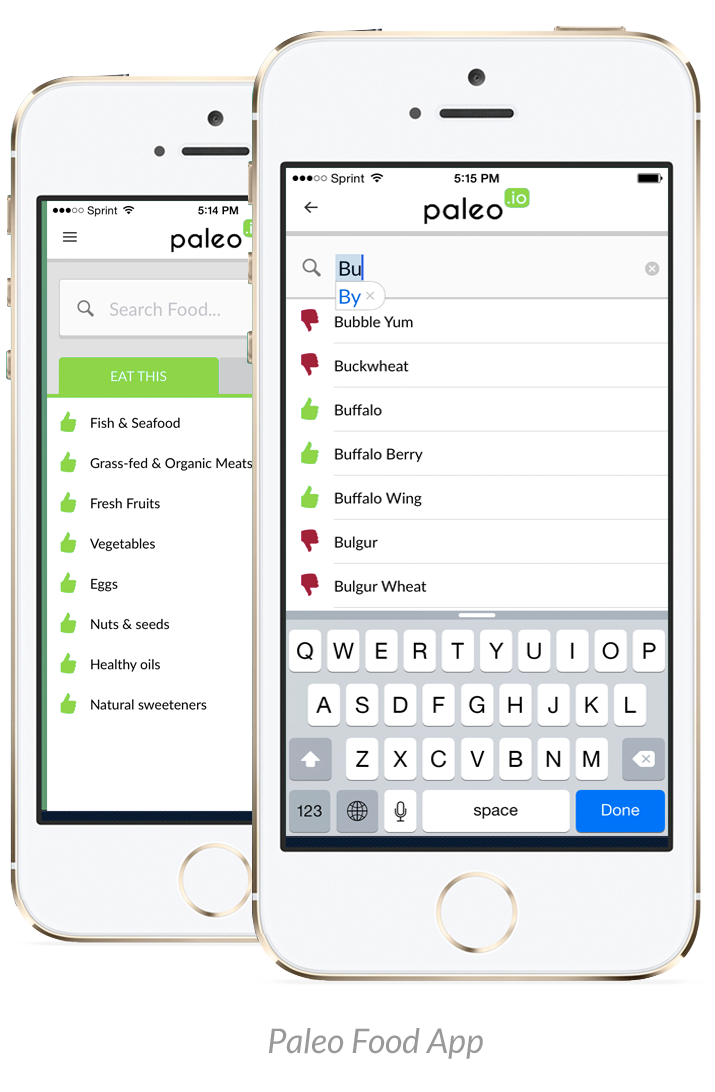 Sprint 5:14 PM
paleo.io
Search Food...
EAT THIS
Fish & Seafood
Grass-fed & Organic Meats
Fresh Fruits
Vegetables
Eggs
Nuts & seeds
Healthy oils
Natural sweeteners
Sprint 5:15 PM
paleo.io
Bu
By
Bubble Yum
Buckwheat
Buffalo
Buffalo Berry
Buffalo Wing
Bulgur
Bulgur Wheat
Q W E R T Y U I O P
A S D F G H J K L
Z X C V B N M
123 space Done
Paleo Food App